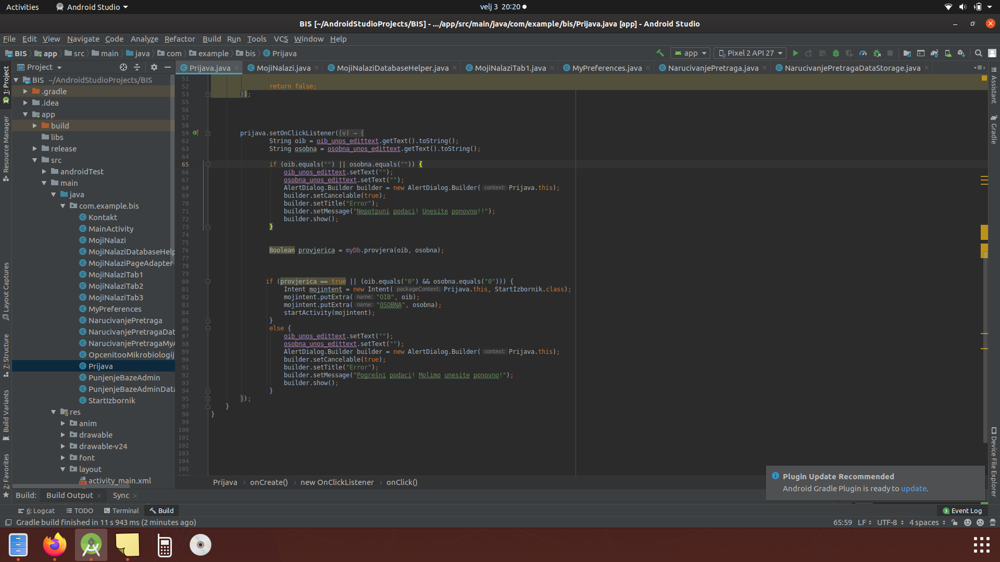 Activities
Android Studio
velj 3 20:20
BIS [~/AndroidStudioProjects/BIS] - .../app/src/main/java/com/example/bis/Prijava.java [app] - Android Studio
File Edit View Navigate Code Analyze Refactor Build Run Tools VCS Window Help
BIS app src main java com example bis Prijava
app Pixel 2 API 27
Project
Prijava.java MojiNalazi.java MojiNalaziDatabaseHelper.java MojiNalaziTab1.java MyPreferences.java NarucivanjePretraga.java NarucivanjePretragaDataStorage.java
1: Project
Resource Manager
Layout Captures
7: Structure
Build Variants
2: Favorites
BIS ~/AndroidStudioProjects/BIS
.gradle
.idea
app
build
libs
release
src
androidTest
main
java
com.example.bis
Kontakt
MainActivity
MojiNalazi
MojiNalaziDatabaseHelp
MojiNalaziPageAdapter
MojiNalaziTab1
MojiNalaziTab2
MojiNalaziTab3
MyPreferences
NarucivanjePretraga
NarucivanjePretragaDat
NarucivanjePretragaMyA
OpcenitooMikrobiologij
Prijava
PunjenjeBazeAdmin
PunjenjeBazeAdminData
StartIzbornik
res
anim
drawable
drawable-v24
font
layout
activity_main.xml
51
52 return false;
53 });
55
56
57
58
59 prijava.setOnClickListener((v) → {
62 String oib = oib_unos_edittext.getText().toString();
63 String osobna = osobna_unos_edittext.getText().toString();
64
65 if (oib.equals("") || osobna.equals("")) {
66 oib_unos_edittext.setText("");
67 osobna_unos_edittext.setText("");
68 AlertDialog.Builder builder = new AlertDialog.Builder( context: Prijava.this);
69 builder.setCancelable(true);
70 builder.setTitle("Error");
71 builder.setMessage("Nepotpuni podaci! Unesite ponovno!!");
72 builder.show();
73 }
74
75
76 Boolean provjerica = myDb.provjera(oib, osobna);
77
78
79
80 if (provjerica == true || (oib.equals("0") && osobna.equals("0"))) {
81 Intent mojintent = new Intent( packageContext: Prijava.this, StartIzbornik.class);
82 mojintent.putExtra( name: "OIB", oib);
83 mojintent.putExtra( name: "OSOBNA", osobna);
84 startActivity(mojintent);
85 }
86 else {
87 oib_unos_edittext.setText("");
88 osobna_unos_edittext.setText("");
89 AlertDialog.Builder builder = new AlertDialog.Builder( context: Prijava.this);
90 builder.setCancelable(true);
91 builder.setTitle("Error");
92 builder.setMessage("Pogrešni podaci! Molimo unesite ponovno!");
93 builder.show();
94 }
95 });
97 }
98 }
99
100
101
102
103
104
105
Assistant
Gradle
Device File Explorer
Prijava onCreate() new OnClickListener onClick()
Plugin Update Recommended
Android Gradle Plugin is ready to update.
Build: Build Output Sync
6: Logcat TODO Terminal Build
3 Event Log
Gradle build finished in 11 s 943 ms (2 minutes ago)
65:59 LF UTF-8 4 spaces